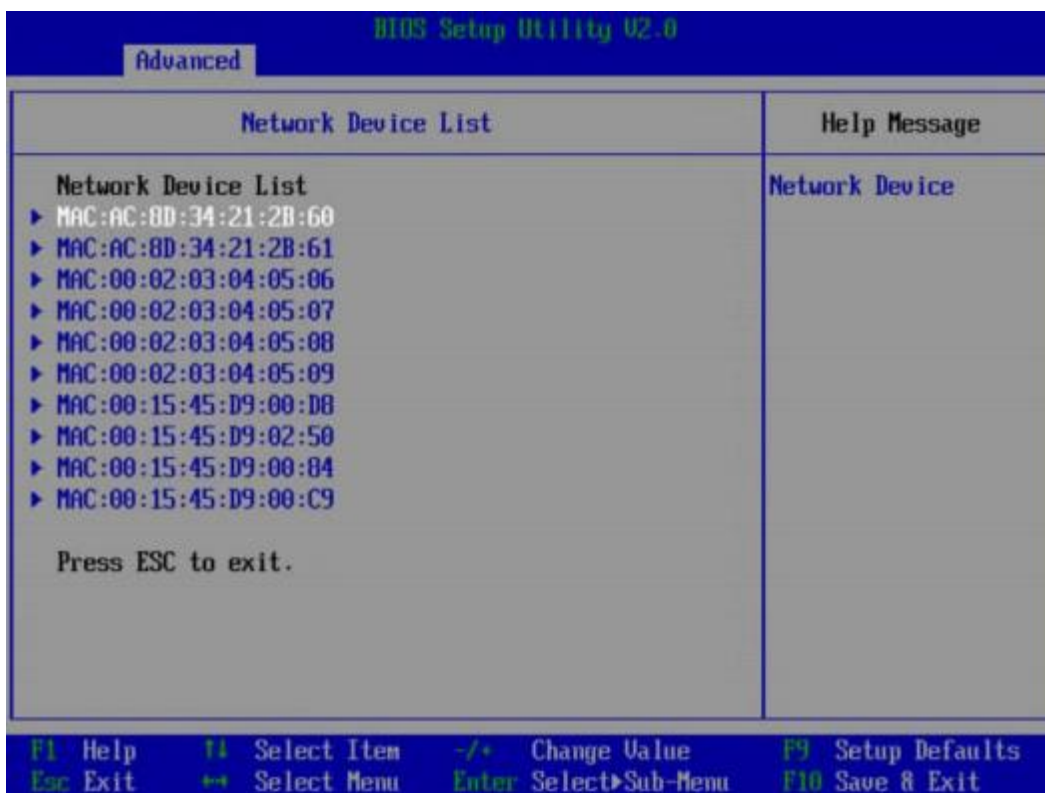 BIOS Setup Utility V2.0
Advanced
Network Device List
Help Message
Network Device List
Network Device
▶ MAC:AC:8D:34:21:2B:60
▶ MAC:AC:8D:34:21:2B:61
▶ MAC:00:02:03:04:05:06
▶ MAC:00:02:03:04:05:07
▶ MAC:00:02:03:04:05:08
▶ MAC:00:02:03:04:05:09
▶ MAC:00:15:45:D9:00:D8
▶ MAC:00:15:45:D9:02:50
▶ MAC:00:15:45:D9:00:84
▶ MAC:00:15:45:D9:00:C9
Press ESC to exit.
F1 Help ↑↓ Select Item -/+ Change Value F9 Setup Defaults
Esc Exit ←→ Select Menu Enter Select▶Sub-Menu F10 Save & Exit